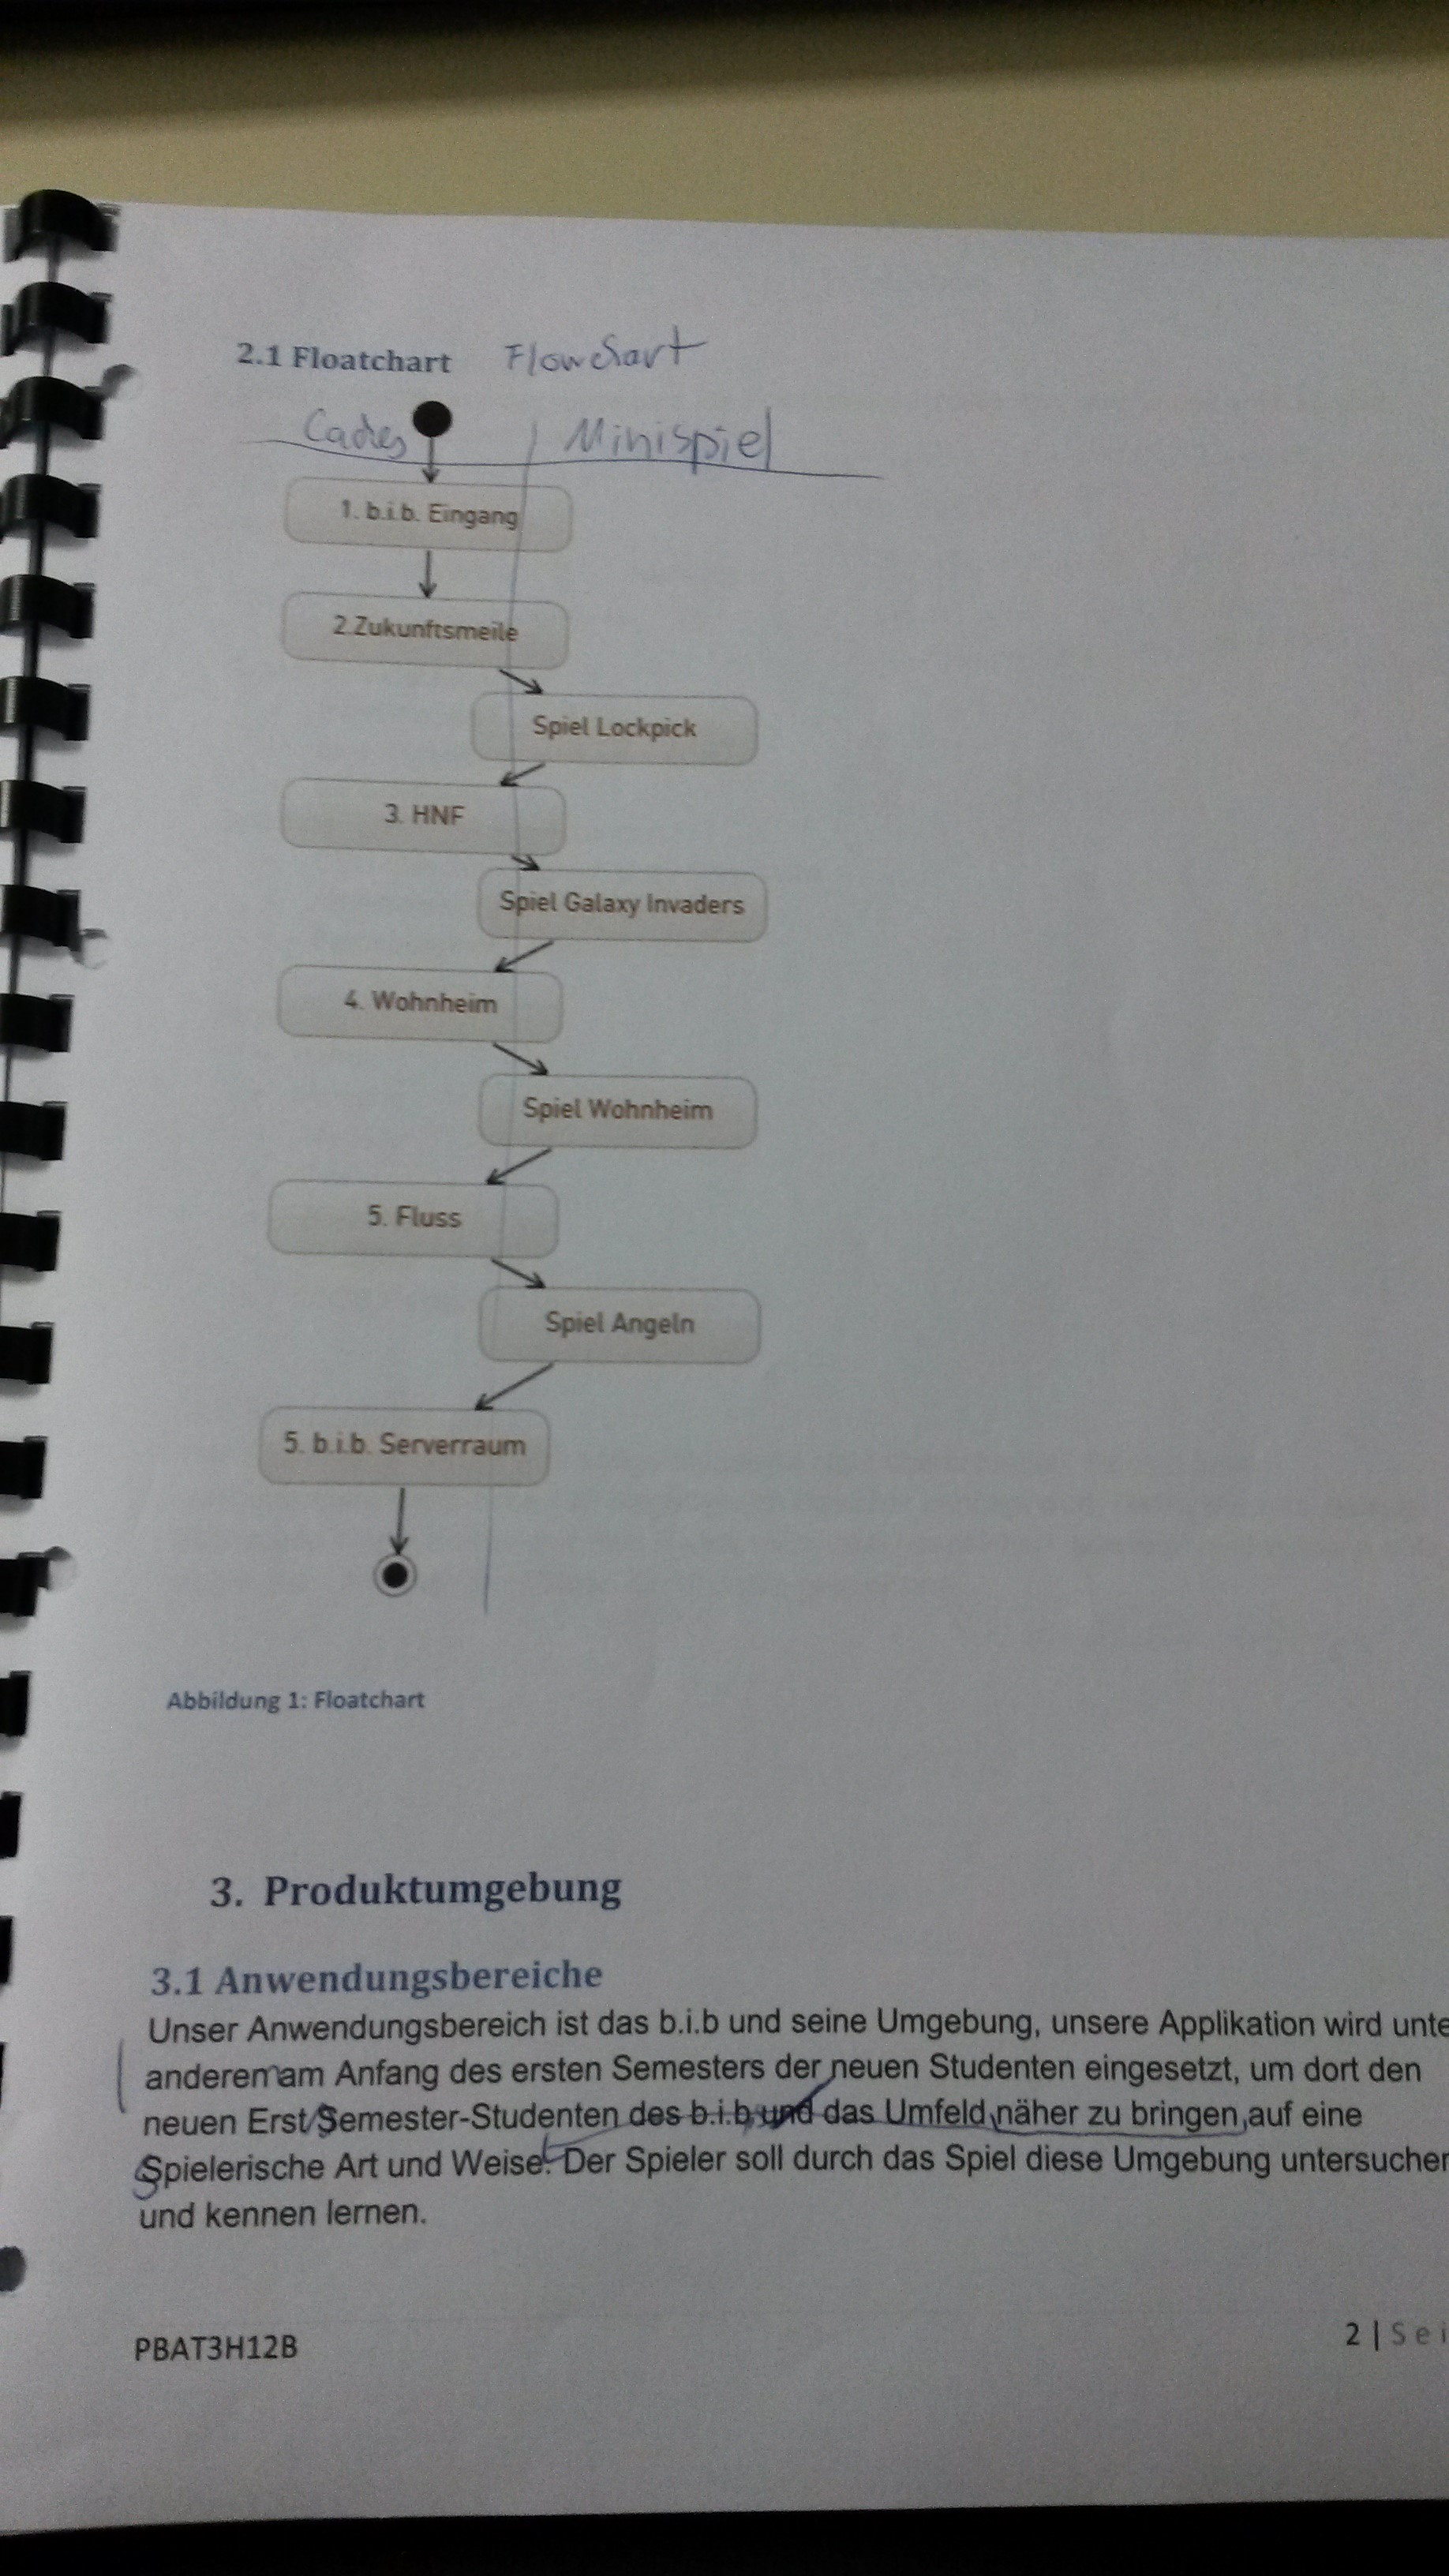 2.1 Floatchart Flowchart
Caches Minispiel
1. b.i.b. Eingang
2.Zukunftsmeile
Spiel Lockpick
3. HNF
Spiel Galaxy Invaders
4. Wohnheim
Spiel Wohnheim
5. Fluss
Spiel Angeln
5. b.i.b. Serverraum
Abbildung 1: Floatchart
3. Produktumgebung
3.1 Anwendungsbereiche
Unser Anwendungsbereich ist das b.i.b und seine Umgebung, unsere Applikation wird unte
anderem am Anfang des ersten Semesters der neuen Studenten eingesetzt, um dort den
neuen Erst Semester-Studenten des b.i.b und das Umfeld näher zu bringen, auf eine
Spielerische Art und Weise. Der Spieler soll durch das Spiel diese Umgebung untersuchen
und kennen lernen.
PBAT3H12B
2 | Sei